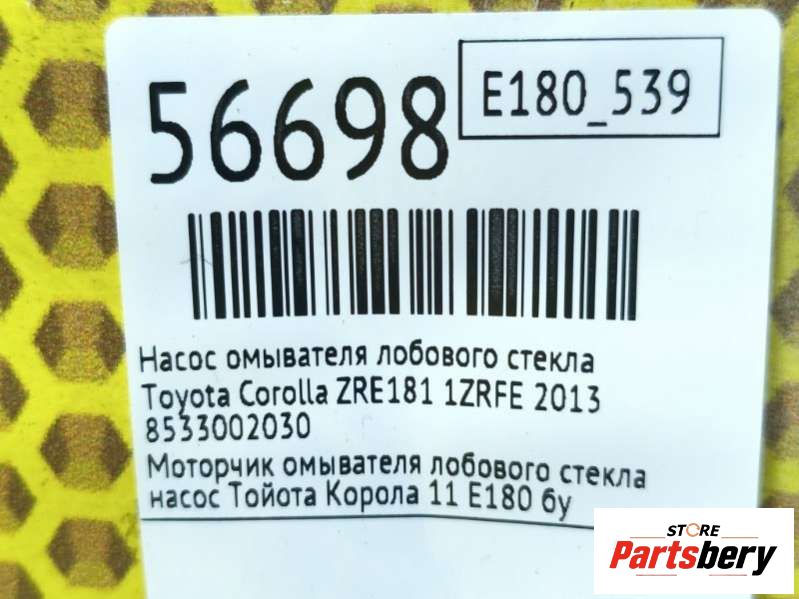 56698
E180_539
Насос омывателя лобового стекла
Toyota Corolla ZRE181 1ZRFE 2013
8533002030
Моторчик омывателя лобового стекла
насос Тойота Корола 11 Е180 бу
STORE
Partsbery